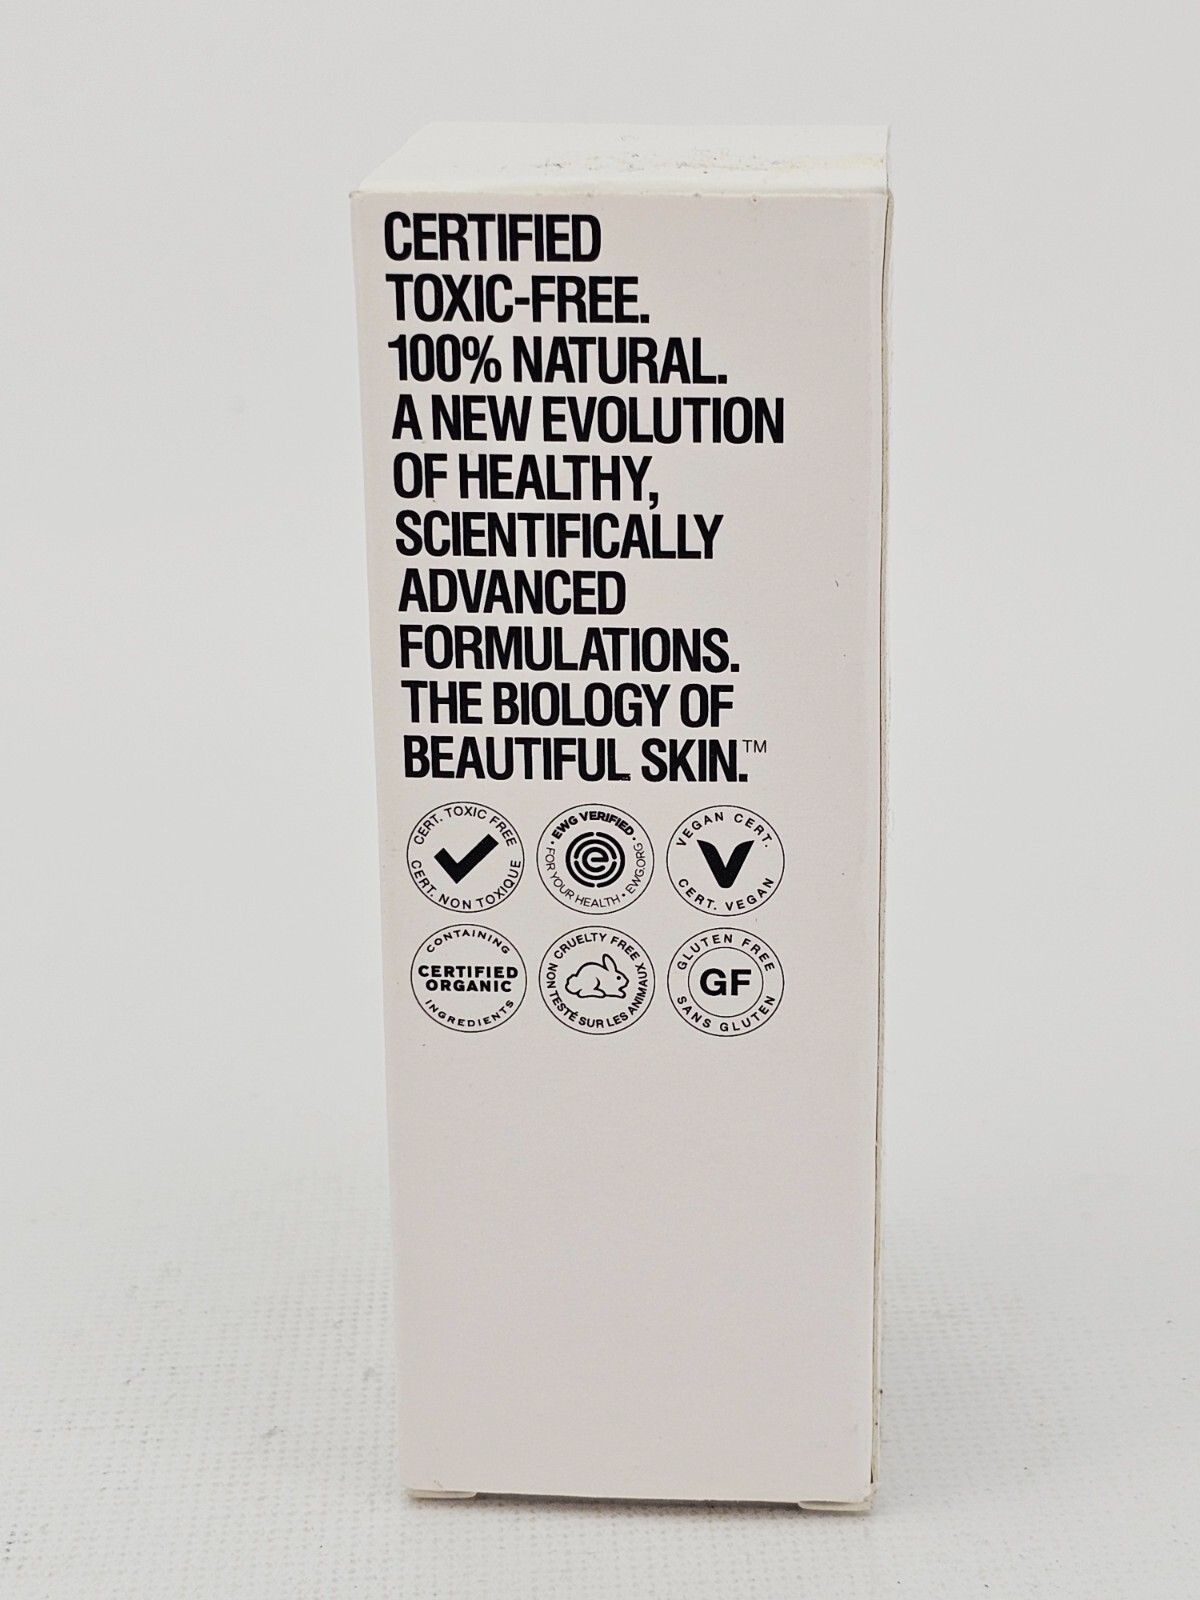 CERTIFIED
TOXIC-FREE.
100% NATURAL.
A NEW EVOLUTION
OF HEALTHY,
SCIENTIFICALLY
ADVANCED
FORMULATIONS.
THE BIOLOGY OF
BEAUTIFUL SKIN.™
CERT. TOXIC FREE
CERT. NON TOXIQUE
• EWG VERIFIED •
FOR YOUR HEALTH • EWG.ORG
e
VEGAN CERT.
V
CERT. VEGAN
CONTAINING
CERTIFIED
ORGANIC
INGREDIENTS
CRUELTY FREE
NON TESTÉ SUR LES ANIMAUX
GLUTEN FREE
GF
SANS GLUTEN